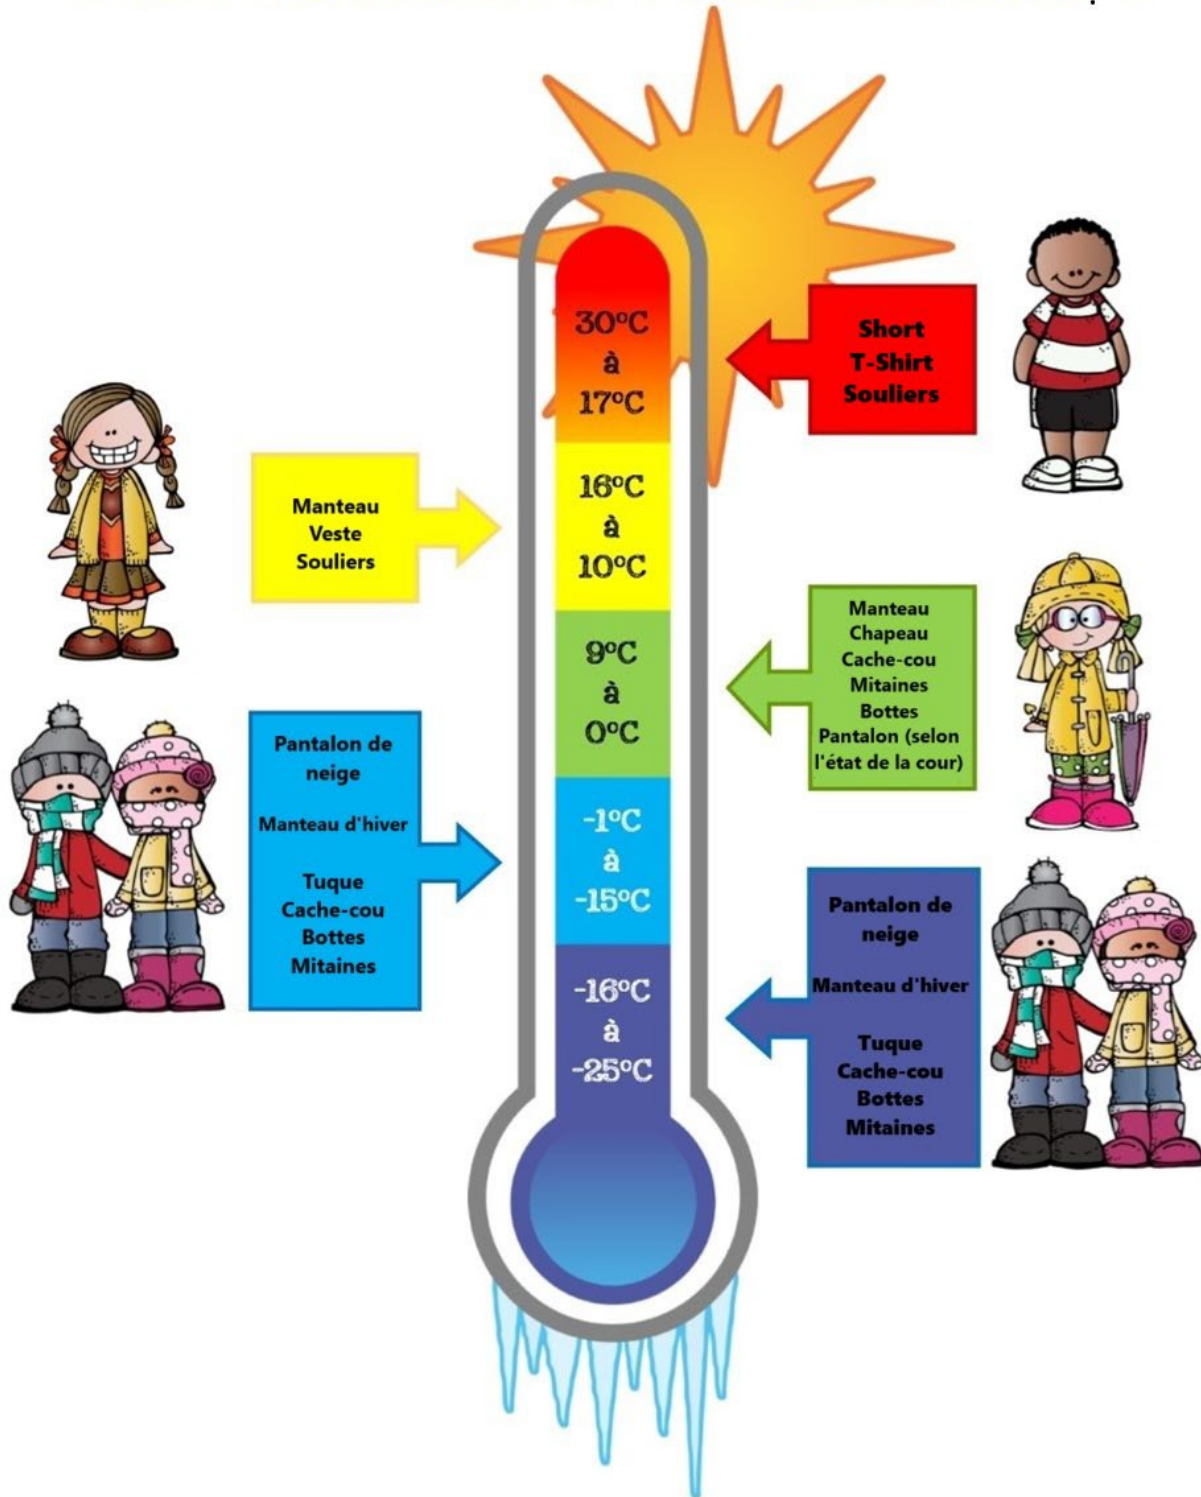 30°C
à
17°C
Short
T-Shirt
Souliers
Manteau
Veste
Souliers
16°C
à
10°C
9°C
à
0°C
Manteau
Chapeau
Cache-cou
Mitaines
Bottes
Pantalon (selon
l'état de la cour)
Pantalon de
neige
Manteau d'hiver
Tuque
Cache-cou
Bottes
Mitaines
-1°C
à
-15°C
-16°C
à
-25°C
Pantalon de
neige
Manteau d'hiver
Tuque
Cache-cou
Bottes
Mitaines